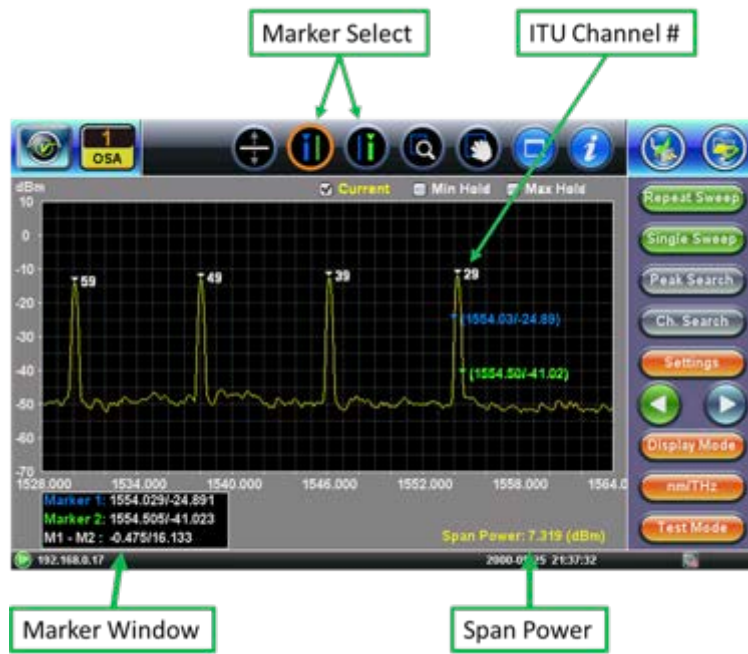 Marker Select
ITU Channel #
1
OSA
dBm
Current
Min Hold
Max Hold
10
0
-10
-20
-30
-40
-50
-60
-70
59
49
39
29
(1554.03/-24.89)
(1554.50/-41.02)
1528.000 1534.000 1540.000 1546.000 1552.000 1558.000 1564.0
Marker 1: 1554.029/-24.891
Marker 2: 1554.505/-41.023
M1 - M2 : -0.475/16.133
Span Power: 7.319 (dBm)
Repeat Sweep
Single Sweep
Peak Search
Ch. Search
Settings
Display Mode
nm/THz
Test Mode
192.168.0.17
21:37:32
Marker Window
Span Power